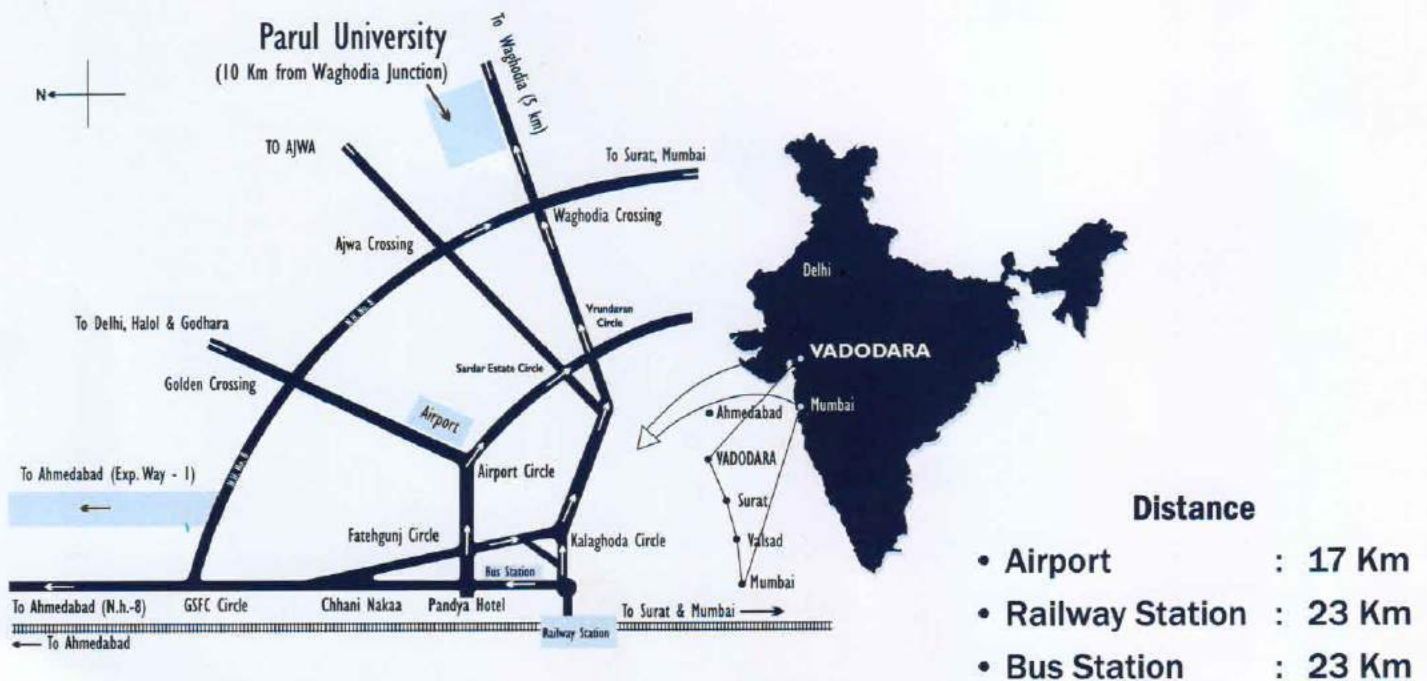 Parul University
(10 Km from Waghodia Junction)
To Waghodia (5 km)
N
TO AJWA
To Surat, Mumbai
Waghodia Crossing
Ajwa Crossing
N.H. No. 8
To Delhi, Halol & Godhara
Vrundavan
Circle
Sardar Estate Circle
Golden Crossing
Airport
Airport Circle
To Ahmedabad (Exp. Way - 1)
N.H. No. 8
Fatehgunj Circle
Kalaghoda Circle
Bus Station
To Ahmedabad (N.h.-8)
GSFC Circle
Chhani Nakaa
Pandya Hotel
To Surat & Mumbai
To Ahmedabad
Railway Station
Delhi
VADODARA
Mumbai
Ahmedabad
VADODARA
Surat
Valsad
Mumbai
Distance
• Airport : 17 Km
• Railway Station : 23 Km
• Bus Station : 23 Km